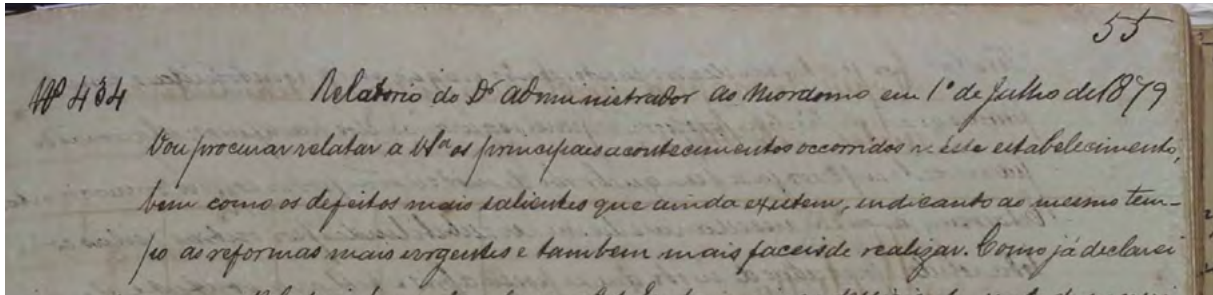 55
Nº 434 Relatorio do Dr Administrador ao Mordomo em 1º de Julho de 1879
Vou procurar relatar a os principaes acontecimentos occorridos n'este estabelecimento,
bem como os defeitos mais salientes que ainda existem, indicanto ao mesmo tem-
po as reformas mais urgentes e tambem mais faceis de realizar. Como já declarei